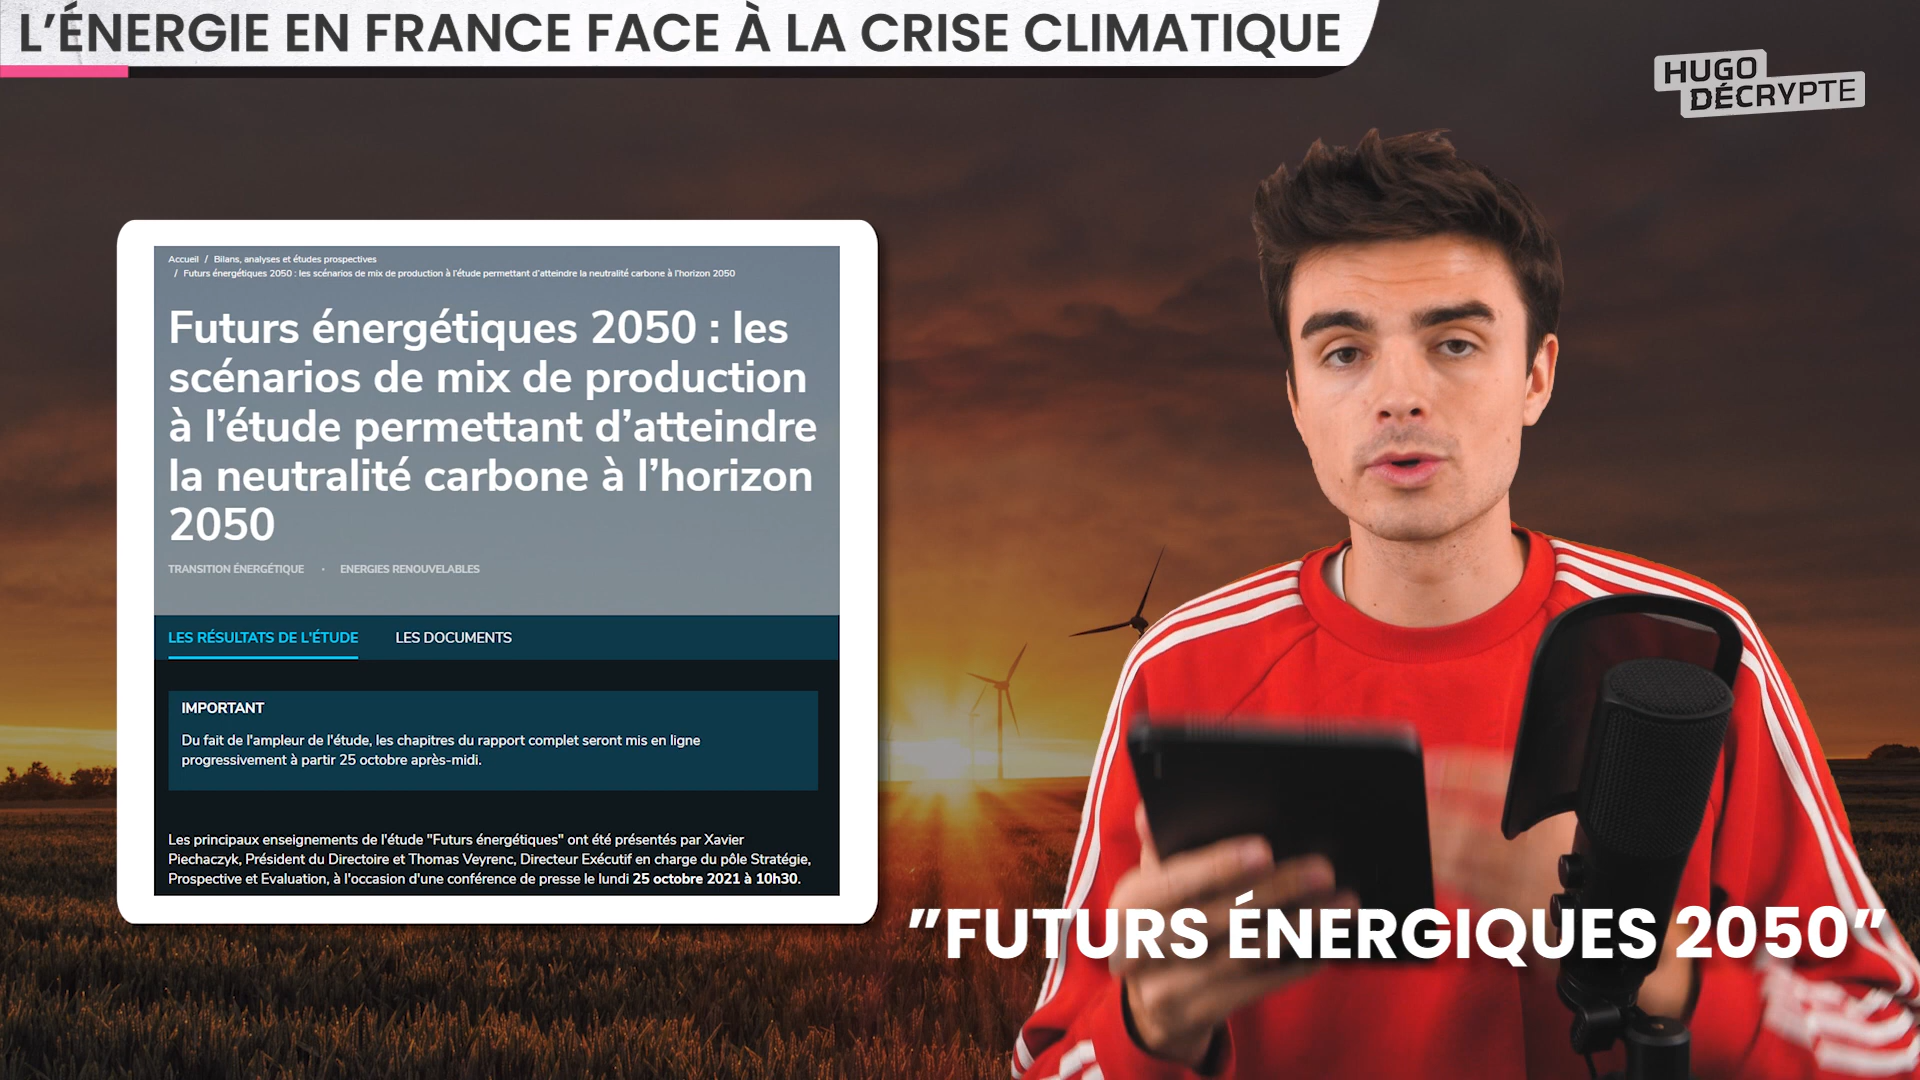 L'ÉNERGIE EN FRANCE FACE À LA CRISE CLIMATIQUE
HUGO
DÉCRYPTE
Accueil / Bilans, analyses et études prospectives
/ Futurs énergétiques 2050 : les scénarios de mix de production à l'étude permettant d'atteindre la neutralité carbone à l'horizon 2050
Futurs énergétiques 2050 : les
scénarios de mix de production
à l'étude permettant d'atteindre
la neutralité carbone à l'horizon
2050
TRANSITION ÉNERGÉTIQUE · ENERGIES RENOUVELABLES
LES RÉSULTATS DE L'ÉTUDE LES DOCUMENTS
IMPORTANT
Du fait de l'ampleur de l'étude, les chapitres du rapport complet seront mis en ligne
progressivement à partir 25 octobre après-midi.
Les principaux enseignements de l'étude "Futurs énergétiques" ont été présentés par Xavier
Piechaczyk, Président du Directoire et Thomas Veyrenc, Directeur Exécutif en charge du pôle Stratégie,
Prospective et Evaluation, à l'occasion d'une conférence de presse le lundi 25 octobre 2021 à 10h30.
"FUTURS ÉNERGIQUES 2050"